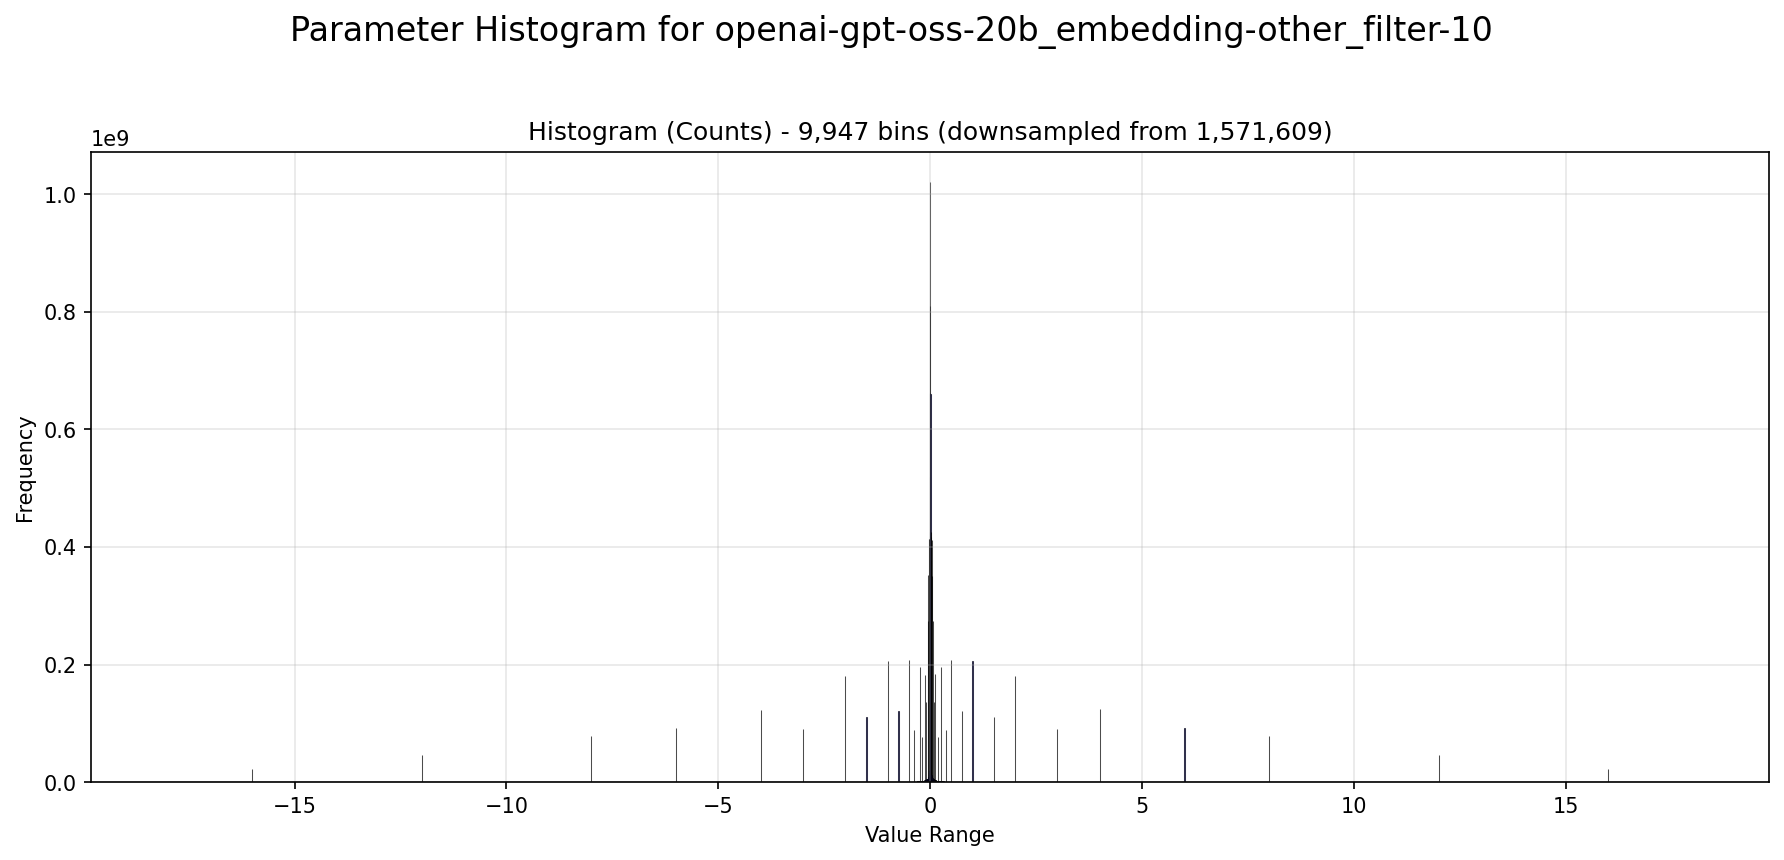 Parameter Histogram for openai-gpt-oss-20b_embedding-other_filter-10
Histogram (Counts) - 9,947 bins (downsampled from 1,571,609)
1e9
1.0
0.8
0.6
0.4
0.2
0.0
Frequency
−15
−10
−5
0
5
10
15
Value Range